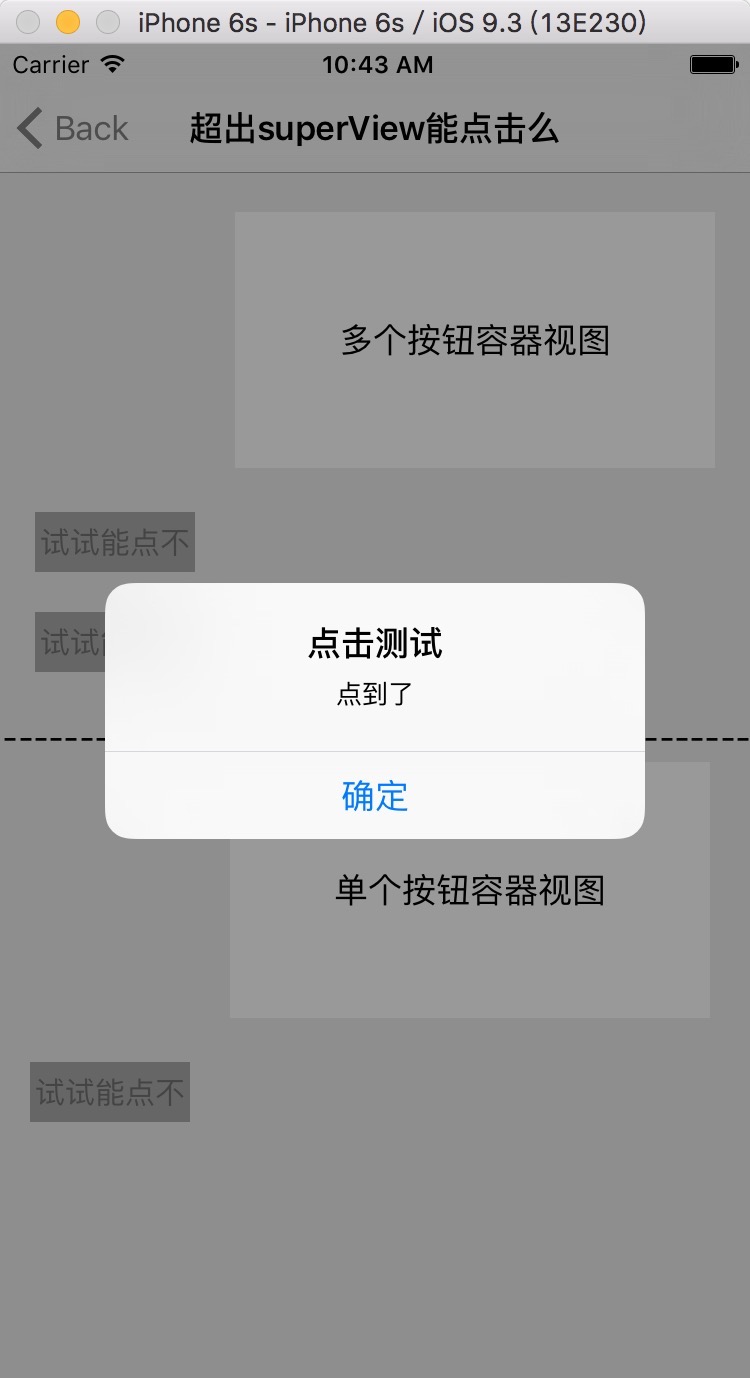 iPhone 6s - iPhone 6s / iOS 9.3 (13E230)
Carrier 10:43 AM
Back 超出superView能点击么
多个按钮容器视图
试试能点不
点击测试
试试
点到了
确定
单个按钮容器视图
试试能点不